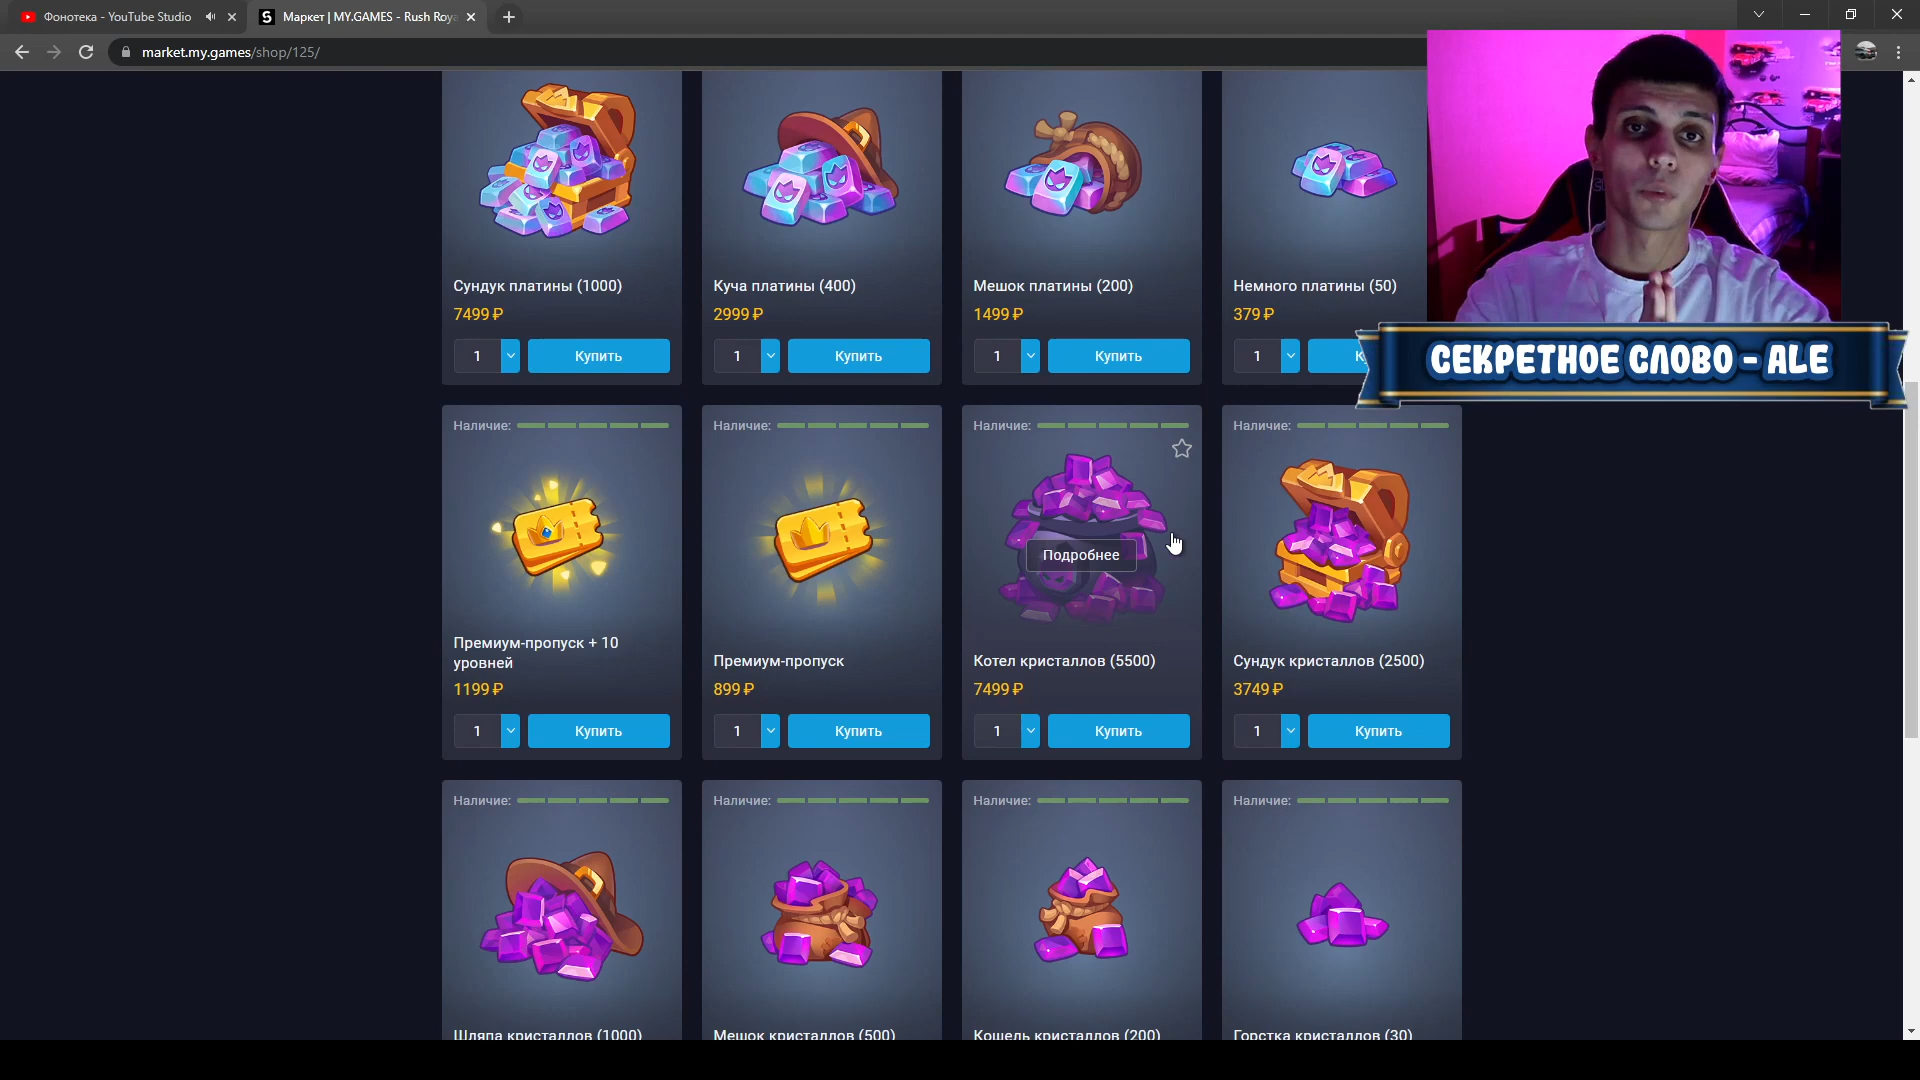 Фонотека - YouTube Studio
Маркет | MY.GAMES - Rush Roya
market.my.games/shop/125/
Сундук платины (1000)
7499 ₽
1
Купить
Куча платины (400)
2999 ₽
1
Купить
Мешок платины (200)
1499 ₽
1
Купить
Немного платины (50)
379 ₽
1
СЕКРЕТНОЕ СЛОВО - ALE
Наличие:
Премиум-пропуск + 10
уровней
1199 ₽
1
Купить
Наличие:
Премиум-пропуск
899 ₽
1
Купить
Наличие:
Подробнее
Котел кристаллов (5500)
7499 ₽
1
Купить
Наличие:
Сундук кристаллов (2500)
3749 ₽
1
Купить
Наличие:
Шляпа кристаллов (1000)
Наличие:
Мешок кристаллов (500)
Наличие:
Кошель кристаллов (200)
Наличие:
Горстка кристаллов (30)